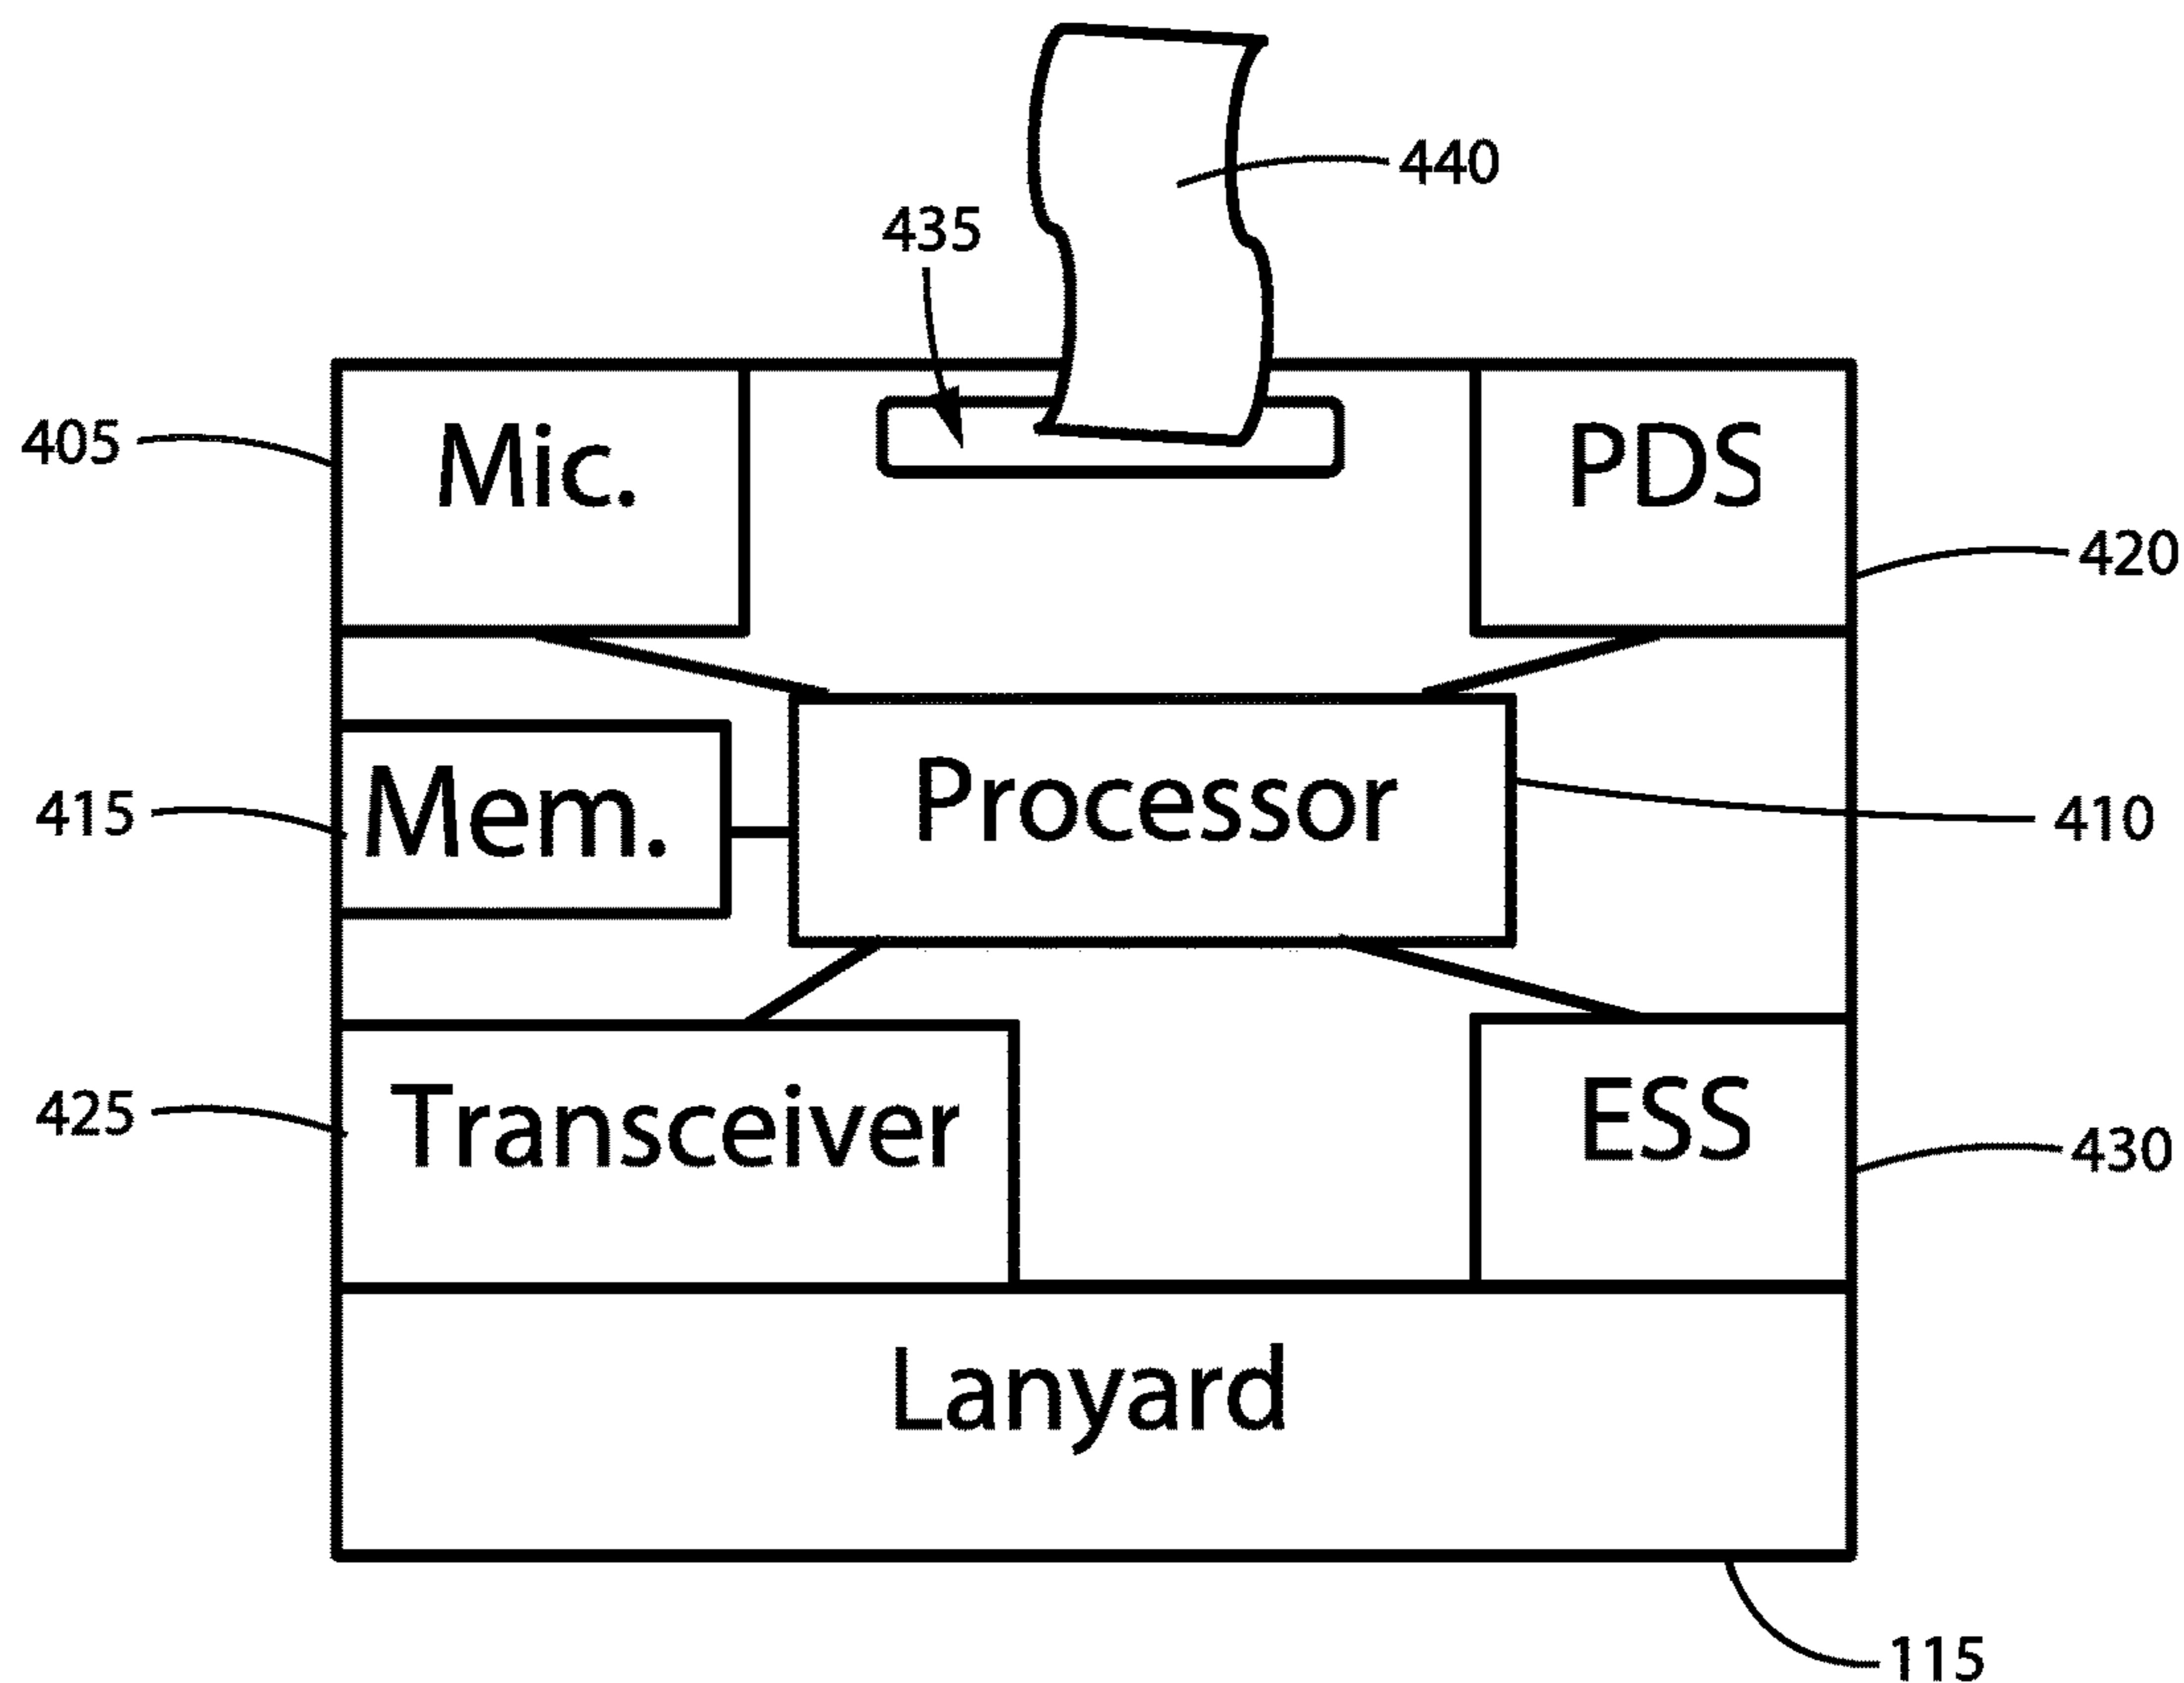 440
435
405
Mic.
PDS
420
415
Mem.
Processor
410
425
Transceiver
ESS
430
Lanyard
115